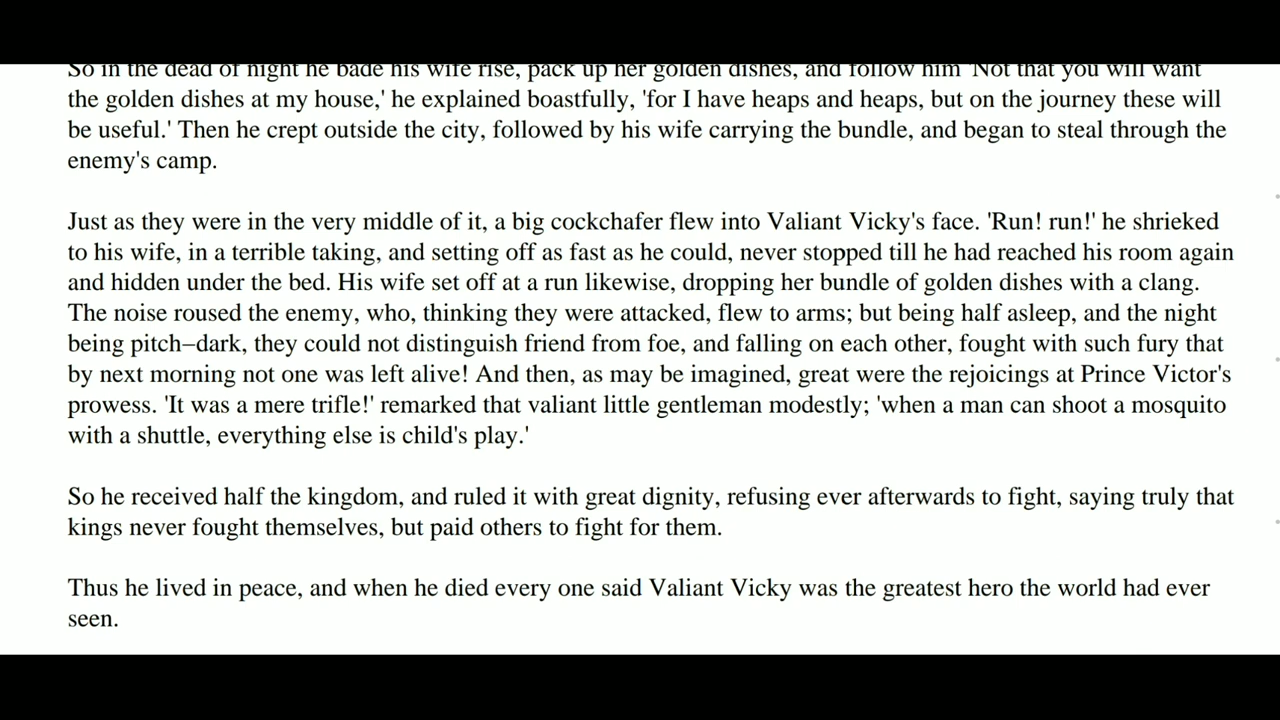 So in the dead of night he bade his wife rise, pack up her golden dishes, and follow him 'Not that you will want
the golden dishes at my house,' he explained boastfully, 'for I have heaps and heaps, but on the journey these will
be useful.' Then he crept outside the city, followed by his wife carrying the bundle, and began to steal through the
enemy's camp.
Just as they were in the very middle of it, a big cockchafer flew into Valiant Vicky's face. 'Run! run!' he shrieked
to his wife, in a terrible taking, and setting off as fast as he could, never stopped till he had reached his room again
and hidden under the bed. His wife set off at a run likewise, dropping her bundle of golden dishes with a clang.
The noise roused the enemy, who, thinking they were attacked, flew to arms; but being half asleep, and the night
being pitch–dark, they could not distinguish friend from foe, and falling on each other, fought with such fury that
by next morning not one was left alive! And then, as may be imagined, great were the rejoicings at Prince Victor's
prowess. 'It was a mere trifle!' remarked that valiant little gentleman modestly; 'when a man can shoot a mosquito
with a shuttle, everything else is child's play.'
So he received half the kingdom, and ruled it with great dignity, refusing ever afterwards to fight, saying truly that
kings never fought themselves, but paid others to fight for them.
Thus he lived in peace, and when he died every one said Valiant Vicky was the greatest hero the world had ever
seen.